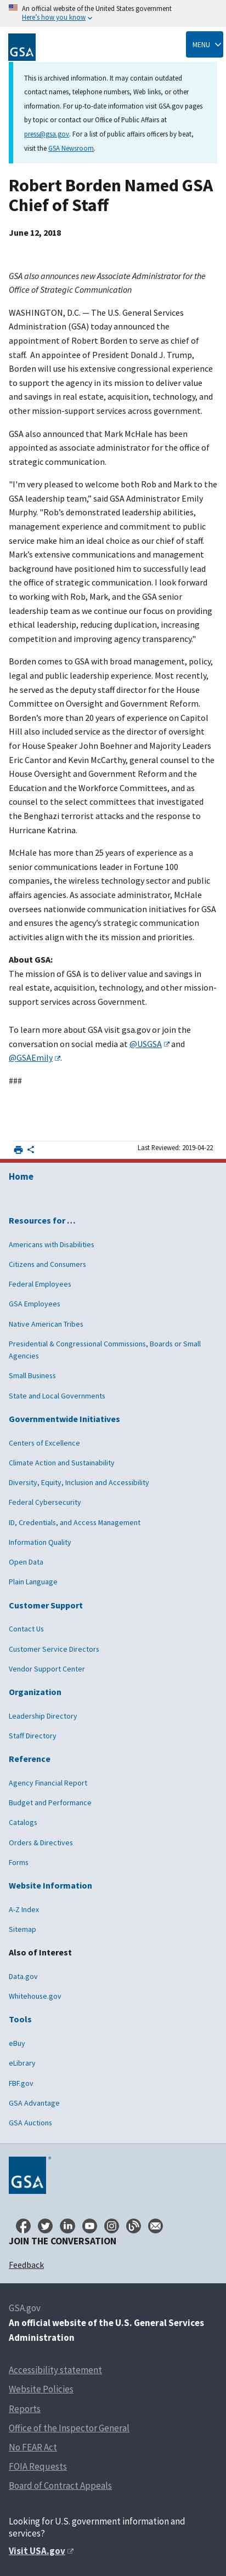 An official website of the United States government
Here's how you know
GSA
MENU
This is archived information. It may contain outdated
contact names, telephone numbers, Web links, or other
information. For up-to-date information visit GSA.gov pages
by topic or contact our Office of Public Affairs at
press@gsa.gov. For a list of public affairs officers by beat,
visit the GSA Newsroom.
Robert Borden Named GSA
Chief of Staff
June 12, 2018
GSA also announces new Associate Administrator for the
Office of Strategic Communication
WASHINGTON, D.C. — The U.S. General Services
Administration (GSA) today announced the
appointment of Robert Borden to serve as chief of
staff.  An appointee of President Donald J. Trump, Borden
will help execute the agency's mission to deliver value
and savings in real estate, acquisition, technology, and
other mission-support services across government.
GSA also announced that Mark McHale has been
appointed as associate administrator for the office of
strategic communication.
"I'm very pleased to welcome both Rob and Mark to the
GSA leadership team,” said GSA Administrator Emily
Murphy. "Rob’s demonstrated leadership abilities,
management experience and commitment to public
service make him an ideal choice as our chief of staff.
Mark’s extensive communications and management
background have positioned him to successfully lead
the office of strategic communication. I look forward
to working with Rob, Mark, and the GSA senior
leadership team as we continue on our goals of providing
ethical leadership, reducing duplication, increasing
competition and improving agency transparency."
Borden comes to GSA with broad management, policy,
legal and public relations experience. Most recently,
he served as the deputy staff director for the House
Committee on Oversight and Government Reform.
Borden’s more than 20 years of experience on Capitol
Hill also included serving as the director of oversight
for House Speaker John Boehner and Majority Leaders
Eric Cantor and Kevin McCarthy, general counsel to the
House Oversight and Government Reform and House
Education and the Workforce Committees, and working
for the House select committees set up to investigate
the Benghazi terrorist attacks and the response to
Hurricane Katrina.
McHale has more than 25 years of experience as a
senior communications leader in Fortune 100
companies, the wireless technology sector and political
agencies. As associate administrator, McHale
oversees nationwide communication initiatives for GSA
and ensures the agency’s strategic communication
activities align with the its mission and priorities.
About GSA:
The mission of GSA is to deliver value and savings in real
estate, acquisition, technology, and other mission-
support services across Government.
To learn more about GSA visit gsa.gov or join the
conversation on social media at @USGSA and
@GSAEmily.
###
Last Reviewed: 2019-04-22
Home
Resources for …
Americans with Disabilities
Citizens and Consumers
Federal Employees
GSA Employees
Native American Tribes
Presidential & Congressional Commissions, Boards or Small
Agencies
Small Business
State and Local Governments
Governmentwide Initiatives
Centers of Excellence
Climate Action and Sustainability
Diversity, Equity, Inclusion and Accessibility
Federal Cybersecurity
ID, Credentials, and Access Management
Information Quality
Open Data
Plain Language
Customer Support
Contact Us
Customer Service Directors
Vendor Support Center
Organization
Leadership Directory
Staff Directory
Reference
Agency Financial Report
Budget and Performance
Catalogs
Orders & Directives
Forms
Website Information
A-Z Index
Sitemap
Also of Interest
Data.gov
Whitehouse.gov
Tools
eBuy
eLibrary
FBF.gov
GSA Advantage
GSA Auctions
GSA
JOIN THE CONVERSATION
Feedback
GSA.gov
An official website of the U.S. General Services
Administration
Accessibility statement
Website Policies
Reports
Office of the Inspector General
No FEAR Act
FOIA Requests
Board of Contract Appeals
Looking for U.S. government information and
services?
Visit USA.gov